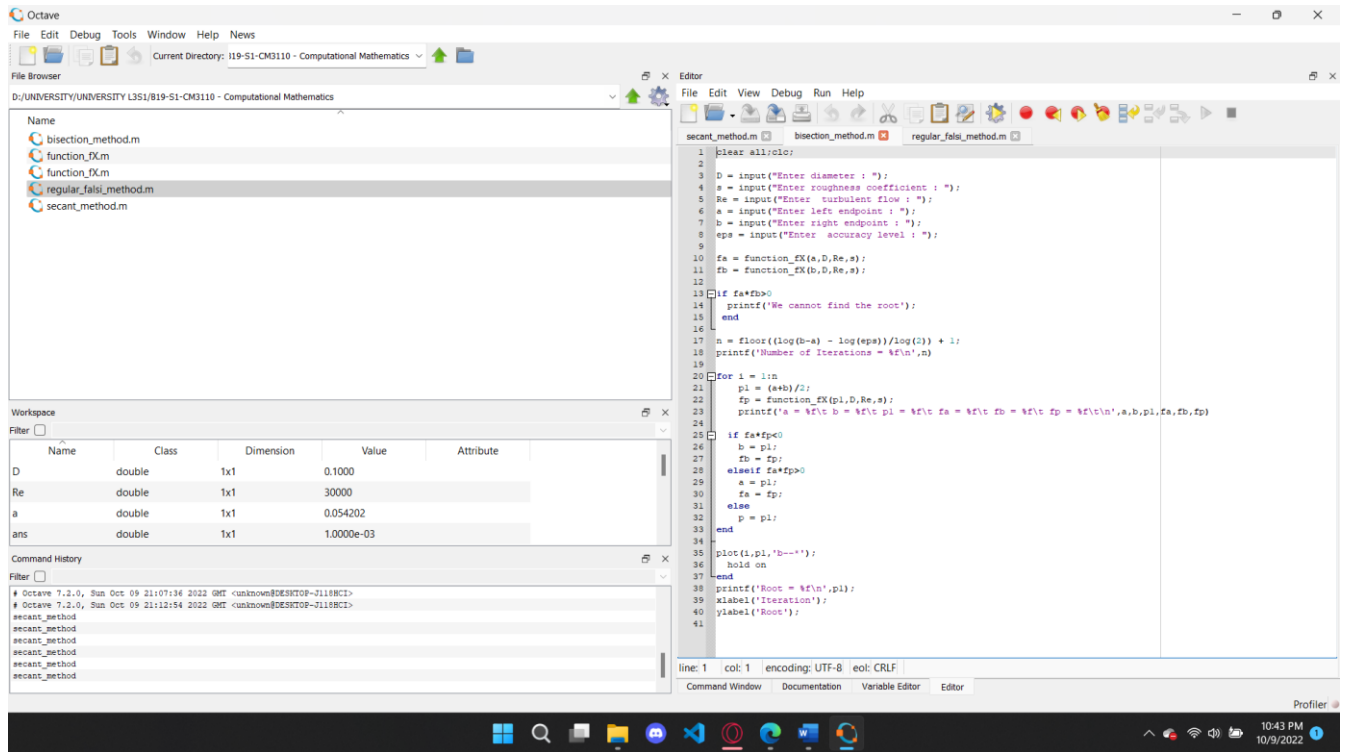 Octave
File Edit Debug Tools Window Help News
Current Directory: l19-S1-CM3110 - Computational Mathematics
File Browser
D:/UNIVERSITY/UNIVERSITY L3S1/B19-S1-CM3110 - Computational Mathematics
Name
bisection_method.m
function_fX.m
function_fX.m
regular_falsi_method.m
secant_method.m
Workspace
Filter
Name Class Dimension Value Attribute
D double 1x1 0.1000
Re double 1x1 30000
a double 1x1 0.054202
ans double 1x1 1.0000e-03
Command History
Filter
# Octave 7.2.0, Sun Oct 09 21:07:36 2022 GMT <unknown@DESKTOP-J118HCI>
# Octave 7.2.0, Sun Oct 09 21:12:54 2022 GMT <unknown@DESKTOP-J118HCI>
secant_method
secant_method
secant_method
secant_method
secant_method
secant_method
Editor
File Edit View Debug Run Help
secant_method.m bisection_method.m regular_falsi_method.m
1 clear all;clc;
2
3 D = input("Enter diameter : ");
4 s = input("Enter roughness coefficient : ");
5 Re = input("Enter  turbulent flow : ");
6 a = input("Enter left endpoint : ");
7 b = input("Enter right endpoint : ");
8 eps = input("Enter  accuracy level : ");
9
10 fa = function_fX(a,D,Re,s);
11 fb = function_fX(b,D,Re,s);
12
13 if fa*fb>0
14 printf('We cannot find the root');
15 end
16
17 n = floor((log(b-a) - log(eps))/log(2)) + 1;
18 printf('Number of Iterations = %f\n',n)
19
20 for i = 1:n
21 p1 = (a+b)/2;
22 fp = function_fX(p1,D,Re,s);
23 printf('a = %f\t b = %f\t p1 = %f\t fa = %f\t fb = %f\t fp = %f\t\n',a,b,p1,fa,fb,fp)
24
25 if fa*fp<0
26 b = p1;
27 fb = fp;
28 elseif fa*fp>0
29 a = p1;
30 fa = fp;
31 else
32 p = p1;
33 end
34
35 plot(i,p1,'b--*');
36 hold on
37 end
38 printf('Root = %f\n',p1);
39 xlabel('Iteration');
40 ylabel('Root');
41
line: 1 col: 1 encoding: UTF-8 eol: CRLF
Command Window Documentation Variable Editor Editor
Profiler
10:43 PM
10/9/2022
1